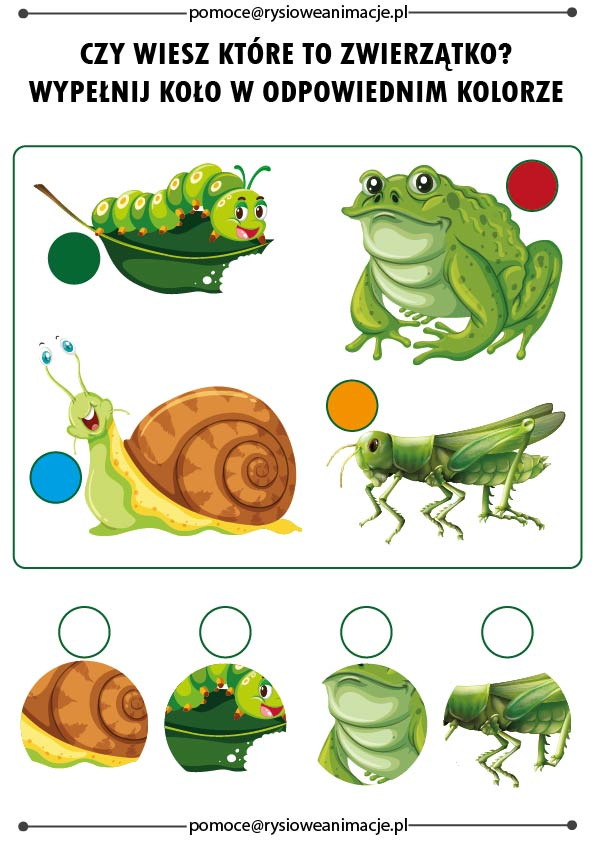 pomoce@rysioweanimacje.pl
CZY WIESZ KTÓRE TO ZWIERZĄTKO?
WYPEŁNIJ KOŁO W ODPOWIEDNIM KOLORZE
pomoce@rysioweanimacje.pl